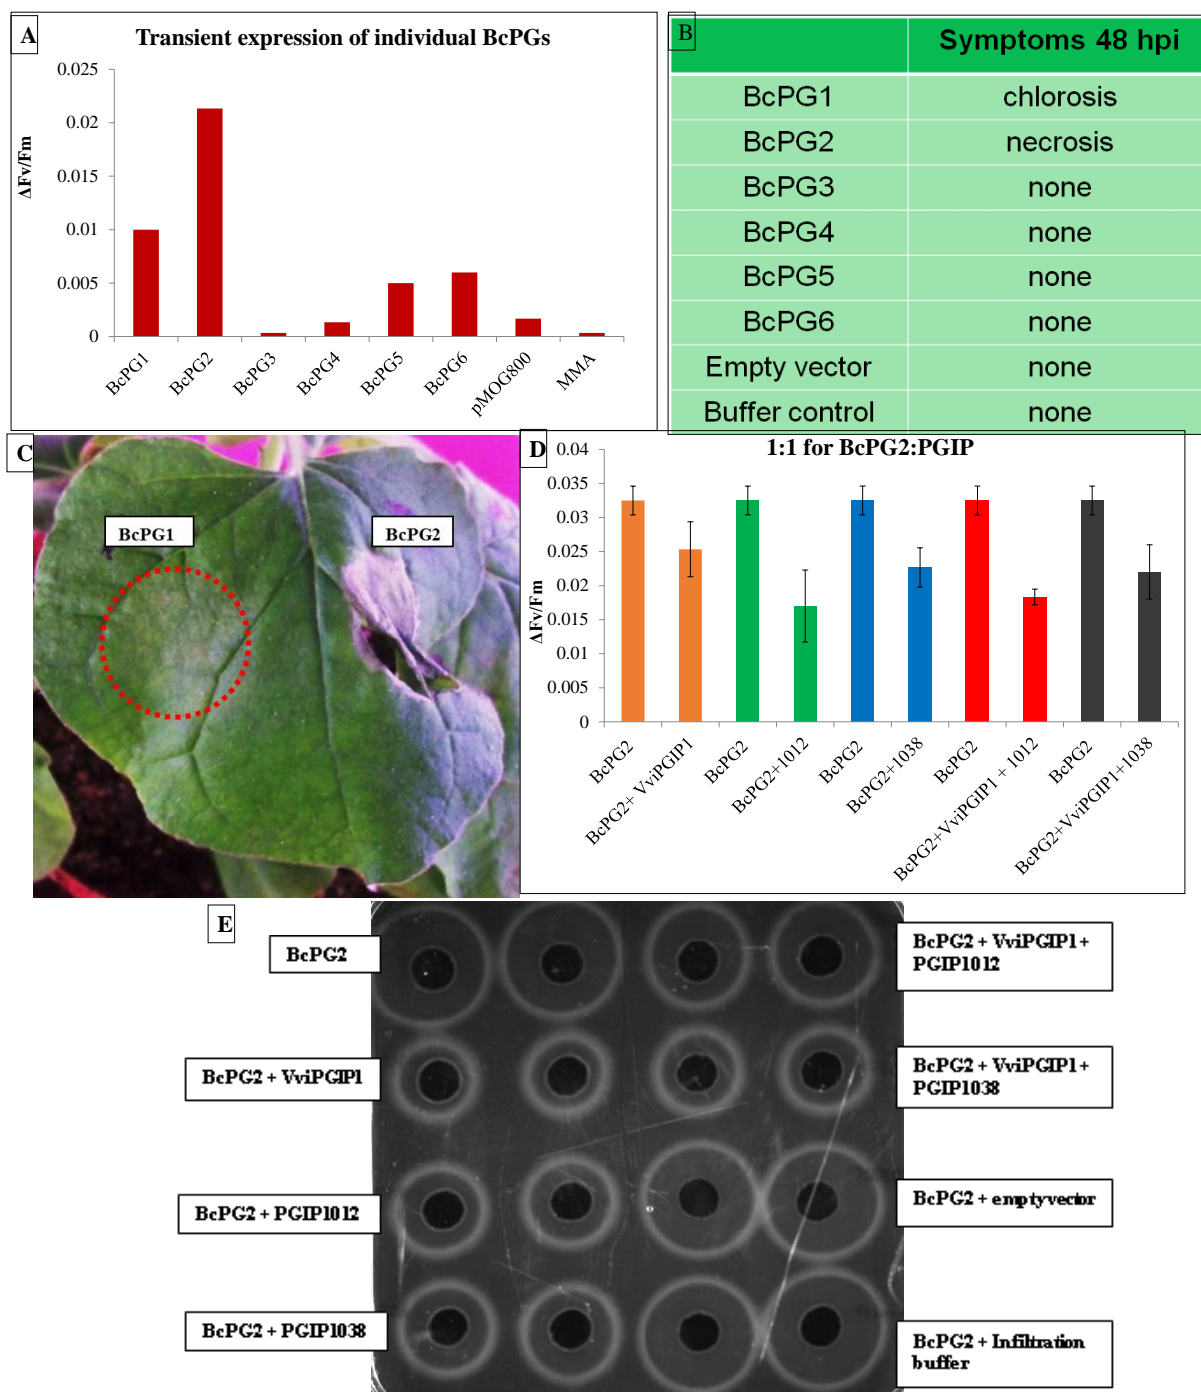 A
Transient expression of individual BcPGs
ΔFv/Fm
0.025
0.02
0.015
0.01
0.005
0
BcPG1
BcPG2
BcPG3
BcPG4
BcPG5
BcPG6
pMOG800
MMA
B
Symptoms 48 hpi
BcPG1 chlorosis
BcPG2 necrosis
BcPG3 none
BcPG4 none
BcPG5 none
BcPG6 none
Empty vector none
Buffer control none
C
BcPG1
BcPG2
D
1:1 for BcPG2:PGIP
ΔFv/Fm
0.04
0.035
0.03
0.025
0.02
0.015
0.01
0.005
0
BcPG2
BcPG2+ VviPGIP1
BcPG2
BcPG2+1012
BcPG2
BcPG2+1038
BcPG2
BcPG2+VviPGIP1 + 1012
BcPG2
BcPG2+VviPGIP1+1038
E
BcPG2
BcPG2 + VviPGIP1
BcPG2 + PGIP1012
BcPG2 + PGIP1038
BcPG2 + VviPGIP1 +
PGIP1012
BcPG2 + VviPGIP1 +
PGIP1038
BcPG2 + emptyvector
BcPG2 + Infiltration
buffer